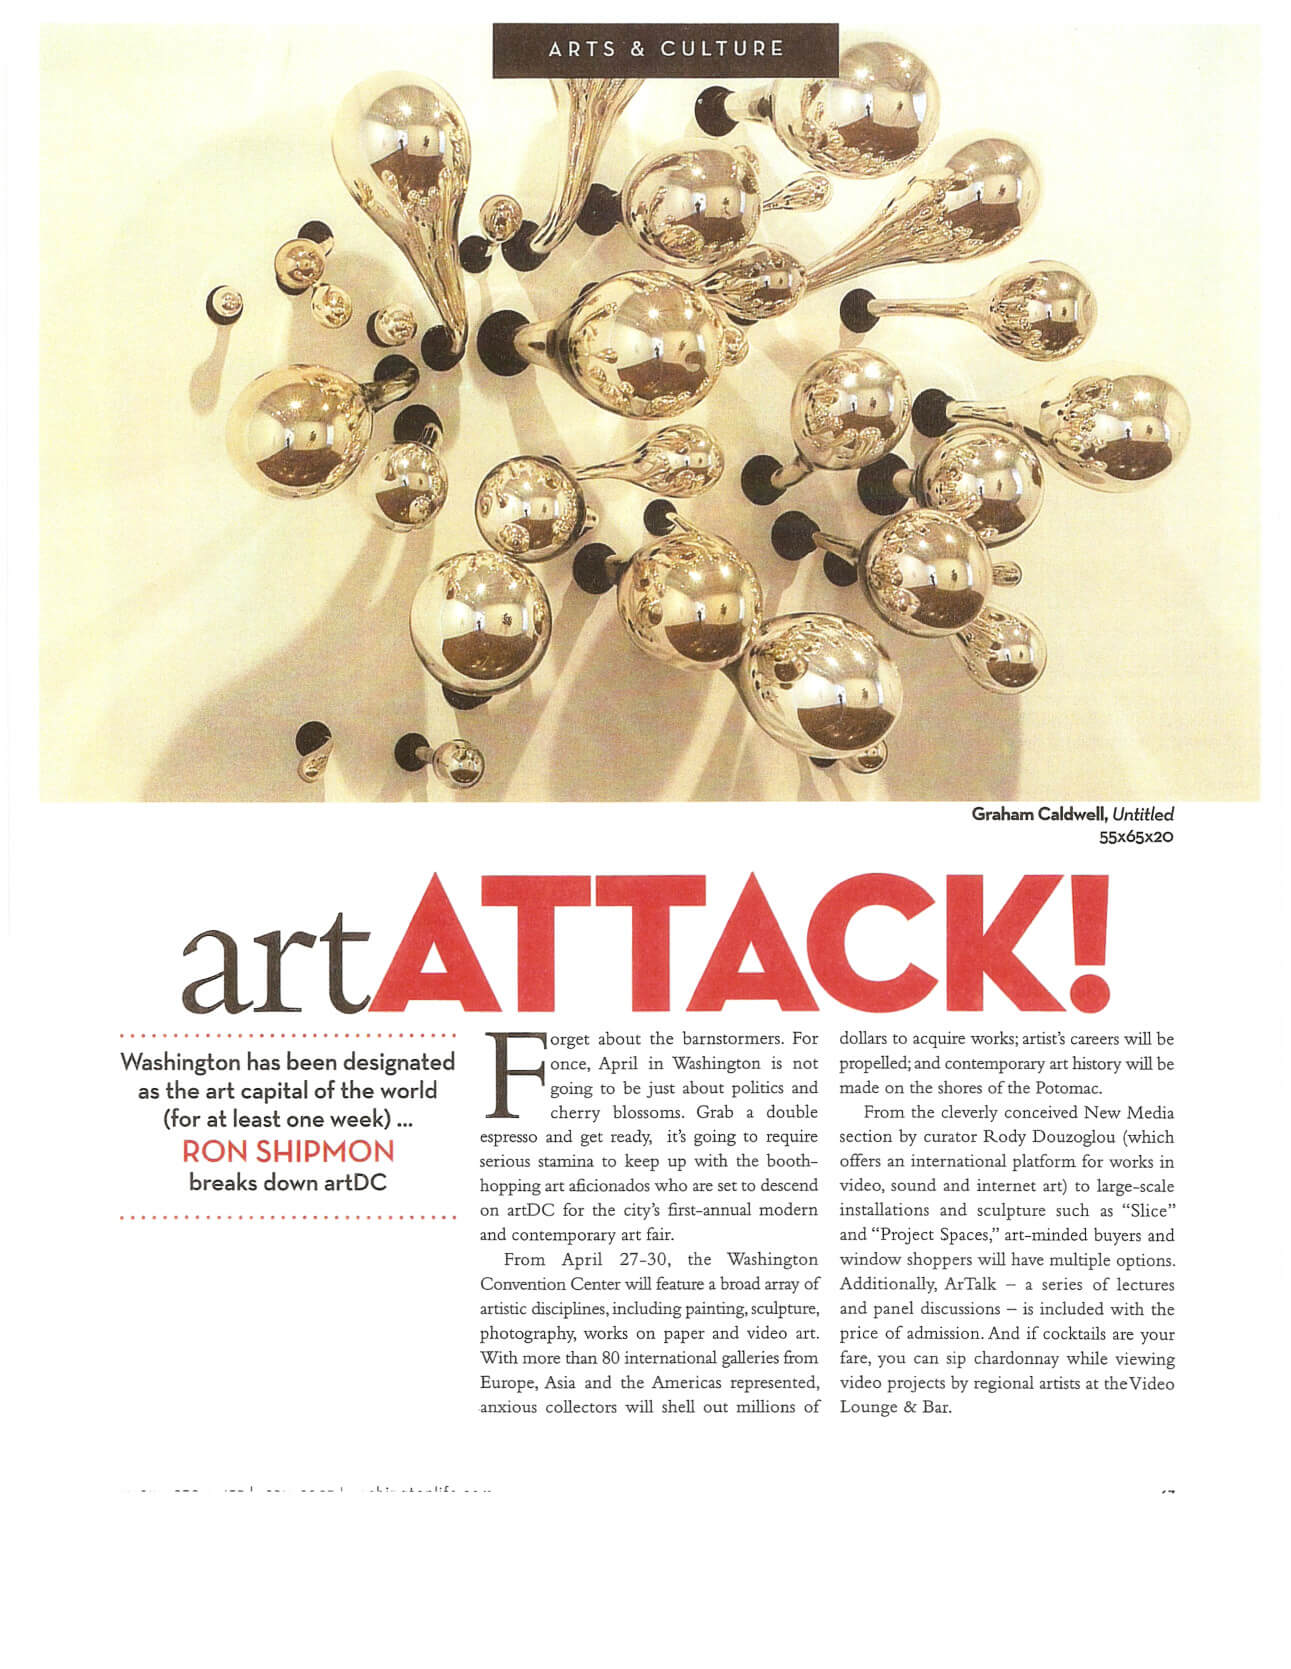 ARTS & CULTURE
Graham Caldwell, Untitled
55x65x20
artATTACK!
Washington has been designated
as the art capital of the world
(for at least one week) ...
RON SHIPMON
breaks down artDC
Forget about the barnstormers. For
once, April in Washington is not
going to be just about politics and
cherry blossoms. Grab a double
espresso and get ready, it's going to require
serious stamina to keep up with the booth-
hopping art aficionados who are set to descend
on artDC for the city's first-annual modern
and contemporary art fair.
From April 27-30, the Washington
Convention Center will feature a broad array of
artistic disciplines, including painting, sculpture,
photography, works on paper and video art.
With more than 80 international galleries from
Europe, Asia and the Americas represented,
anxious collectors will shell out millions of
dollars to acquire works; artist's careers will be
propelled; and contemporary art history will be
made on the shores of the Potomac.
From the cleverly conceived New Media
section by curator Rody Douzoglou (which
offers an international platform for works in
video, sound and internet art) to large-scale
installations and sculpture such as "Slice"
and "Project Spaces," art-minded buyers and
window shoppers will have multiple options.
Additionally, ArTalk – a series of lectures
and panel discussions – is included with the
price of admission. And if cocktails are your
fare, you can sip chardonnay while viewing
video projects by regional artists at the Video
Lounge & Bar.